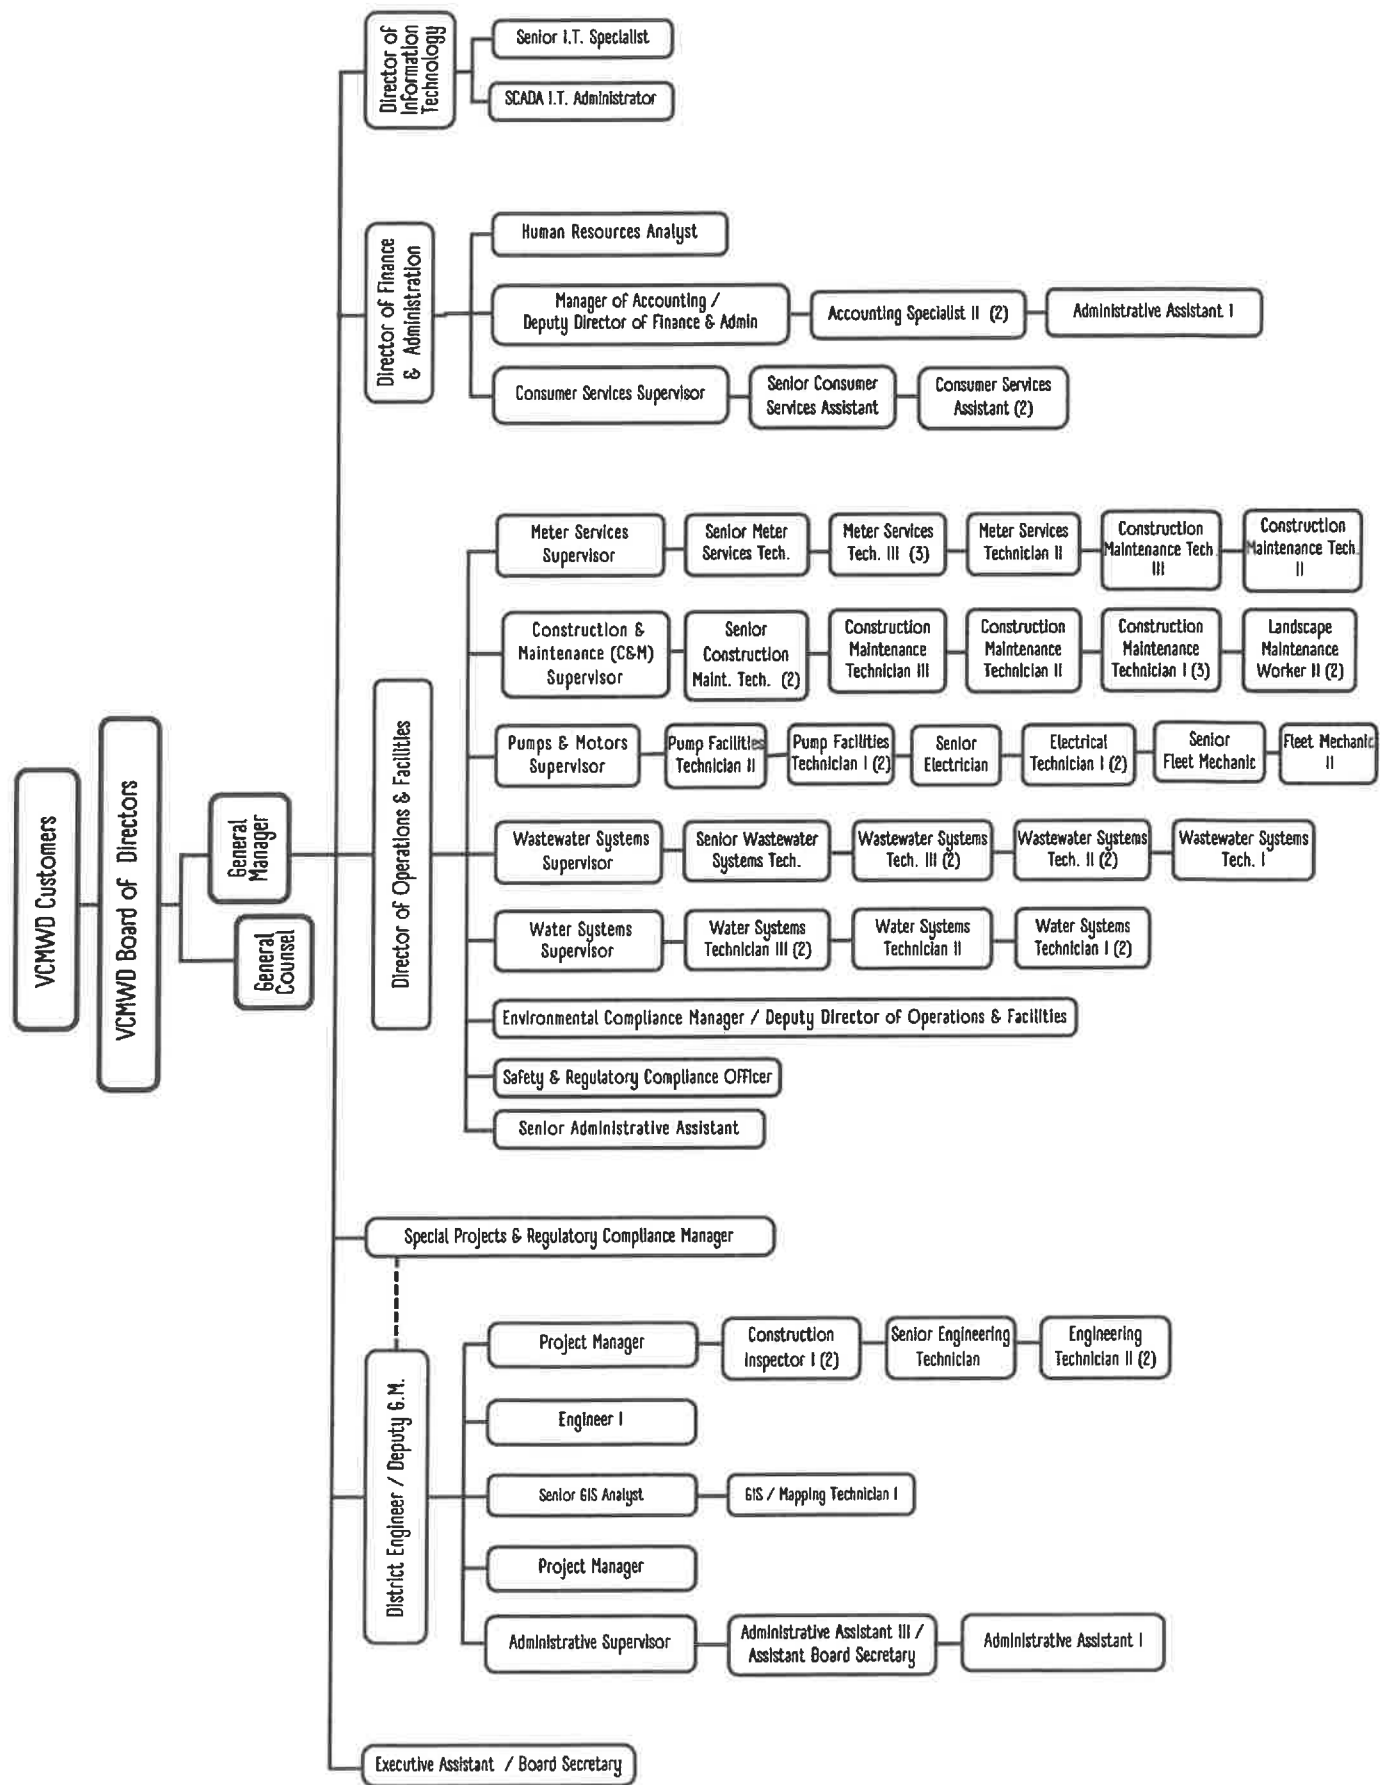 VCMWD Customers
VCMWD Board of Directors
General
Manager
General
Counsel
Director of
Information
Technology
Senior I.T. Specialist
SCADA I.T. Administrator
Director of Finance
& Administration
Human Resources Analyst
Manager of Accounting /
Deputy Director of Finance & Admin
Accounting Specialist II (2)
Administrative Assistant I
Consumer Services Supervisor
Senior Consumer
Services Assistant
Consumer Services
Assistant (2)
Director of Operations & Facilities
Meter Services
Supervisor
Senior Meter
Services Tech.
Meter Services
Tech. III (3)
Meter Services
Technician II
Construction
Maintenance Tech.
III
Construction
Maintenance Tech.
II
Construction &
Maintenance (C&M)
Supervisor
Senior
Construction
Maint. Tech. (2)
Construction
Maintenance
Technician III
Construction
Maintenance
Technician II
Construction
Maintenance
Technician I (3)
Landscape
Maintenance
Worker II (2)
Pumps & Motors
Supervisor
Pump Facilities
Technician II
Pump Facilities
Technician I (2)
Senior
Electrician
Electrical
Technician I (2)
Senior
Fleet Mechanic
Fleet Mechanic
II
Wastewater Systems
Supervisor
Senior Wastewater
Systems Tech.
Wastewater Systems
Tech. III (2)
Wastewater Systems
Tech. II (2)
Wastewater Systems
Tech. I
Water Systems
Supervisor
Water Systems
Technician III (2)
Water Systems
Technician II
Water Systems
Technician I (2)
Environmental Compliance Manager / Deputy Director of Operations & Facilities
Safety & Regulatory Compliance Officer
Senior Administrative Assistant
Special Projects & Regulatory Compliance Manager
District Engineer / Deputy G.M.
Project Manager
Construction
Inspector I (2)
Senior Engineering
Technician
Engineering
Technician II (2)
Engineer I
Senior GIS Analyst
GIS / Mapping Technician I
Project Manager
Administrative Supervisor
Administrative Assistant III /
Assistant Board Secretary
Administrative Assistant I
Executive Assistant / Board Secretary